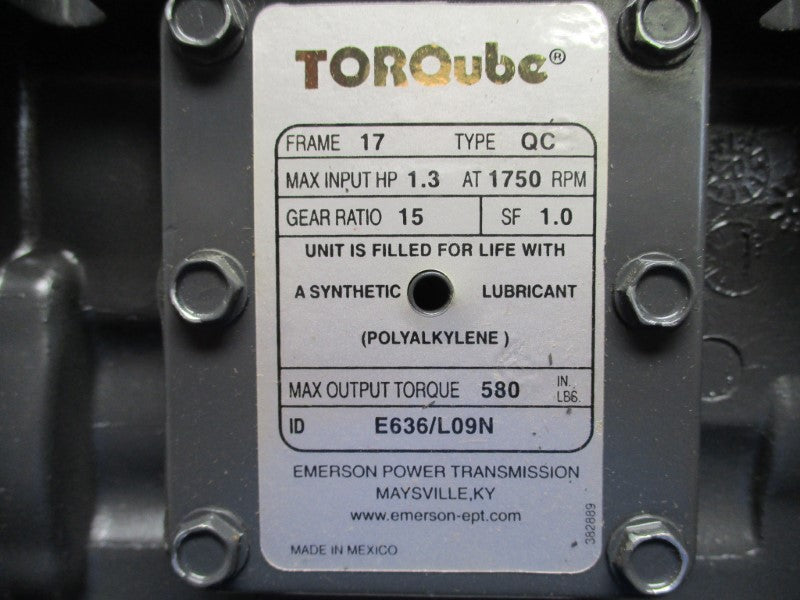 TORQube®
FRAME 17 TYPE QC
MAX INPUT HP 1.3 AT 1750 RPM
GEAR RATIO 15 SF 1.0
UNIT IS FILLED FOR LIFE WITH
A SYNTHETIC LUBRICANT
(POLYALKYLENE)
MAX OUTPUT TORQUE 580 IN. LBS.
ID E636/L09N
EMERSON POWER TRANSMISSION
MAYSVILLE,KY
www.emerson-ept.com
MADE IN MEXICO
382889